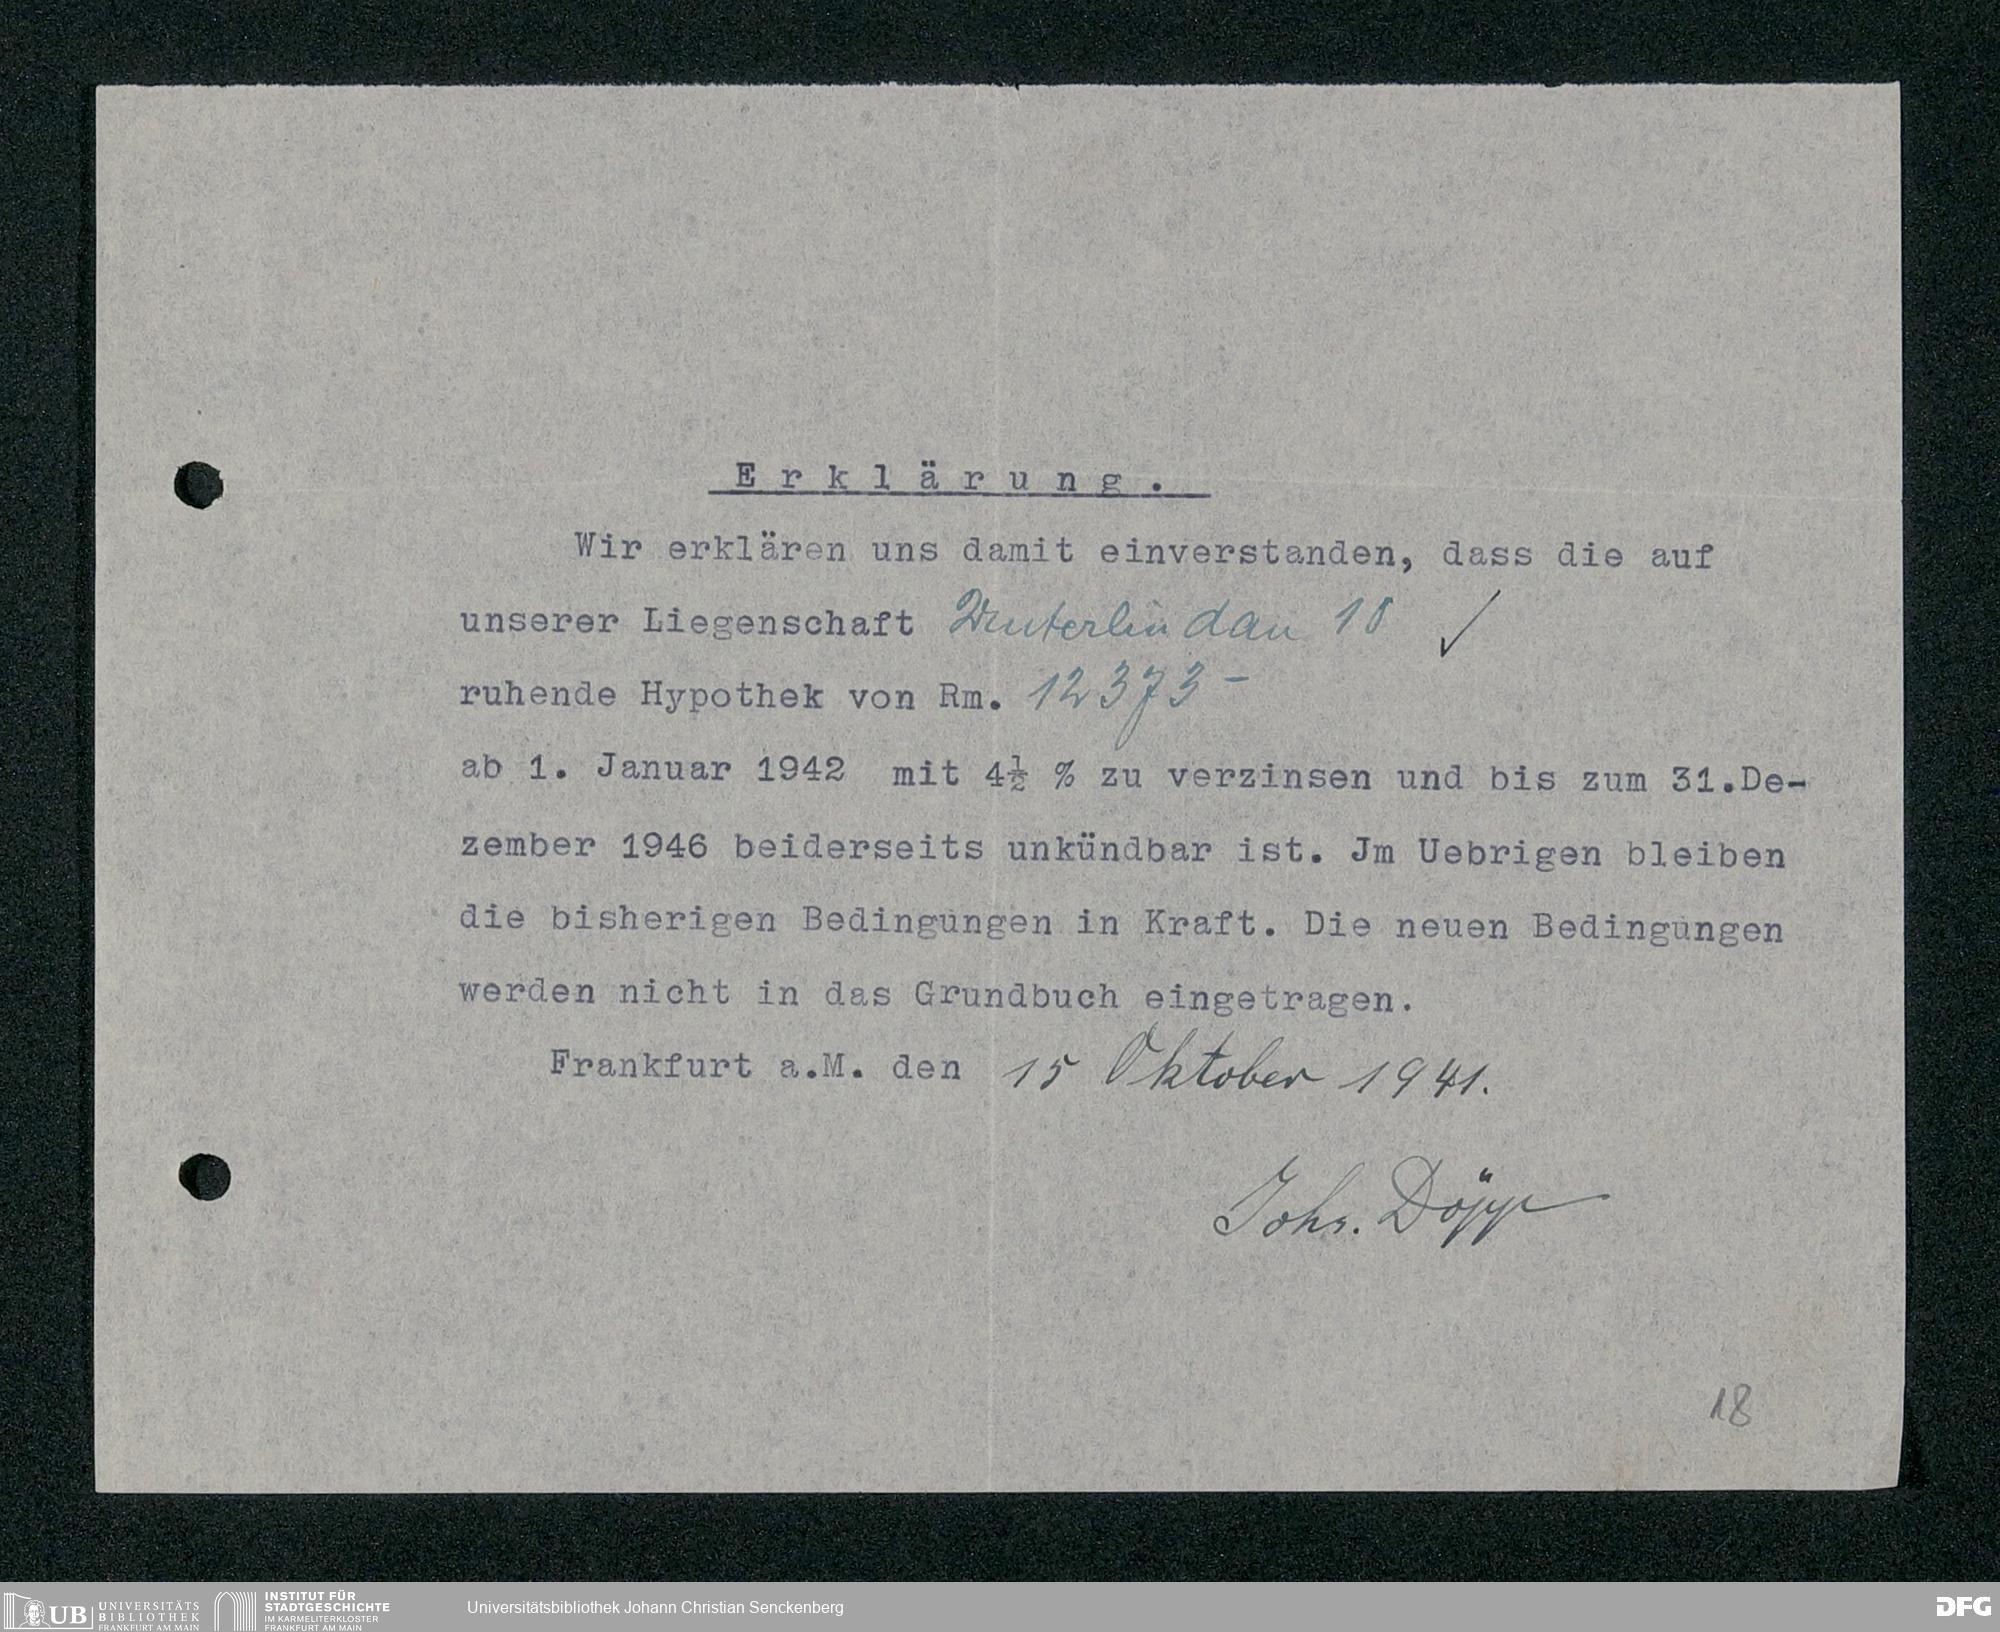 Erklärung.
Wir erklären uns damit einverstanden, dass die auf
unserer Liegenschaft Unterlindau 18
ruhende Hypothek von Rm. 12373-
ab 1. Januar 1942 mit 4½ % zu verzinsen und bis zum 31.De-
zember 1946 beiderseits unkündbar ist. Jm Uebrigen bleiben
die bisherigen Bedingungen in Kraft. Die neuen Bedingungen
werden nicht in das Grundbuch eingetragen.
Frankfurt a.M. den 15 Oktober 1941.
Johs. Döpp
18
UB UNIVERSITÄTS
BIBLIOTHEK
FRANKFURT AM MAIN
INSTITUT FÜR
STADTGESCHICHTE
IM KARMELITERKLOSTER
FRANKFURT AM MAIN
Universitätsbibliothek Johann Christian Senckenberg
DFG